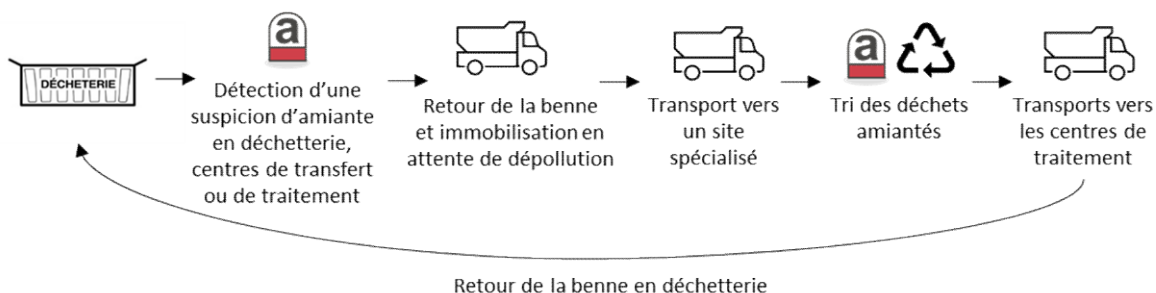 DÉCHETERIE
a
Détection d'une
suspicion d'amiante
en déchetterie,
centres de transfert
ou de traitement
Retour de la benne
et immobilisation en
attente de dépollution
Transport vers
un site
spécialisé
a
Tri des déchets
amiantés
Transports vers
les centres de
traitement
Retour de la benne en déchetterie